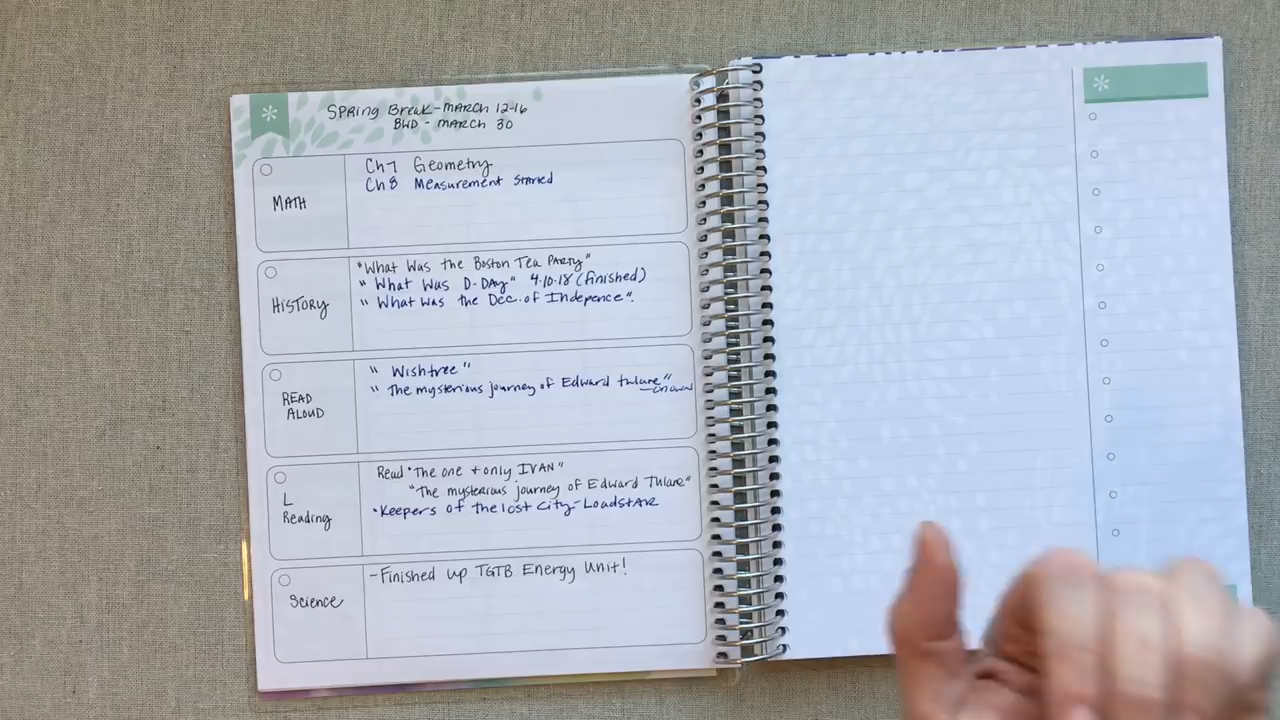 * SPRing Break - MARCH 12-16
BWD - MARCH 30
MATH
Ch 7 Geometry
Ch 8 Measurement Started
HiSTORY
"What Was the Boston Tea PARTY"
"What Was D-DAy" 4.10.18 (finished)
"What was the Dec. of Indepence".
READ ALOUD
"Wishtree"
"The mysterious journey of Edward tulane"
- on own
L Reading
Read "The one + only IVAN"
"The mysterious journey of Edward Tulane"
• Keepers of the lost city - LoadstAR
Science
- Finished up TGTB Energy Unit!
*